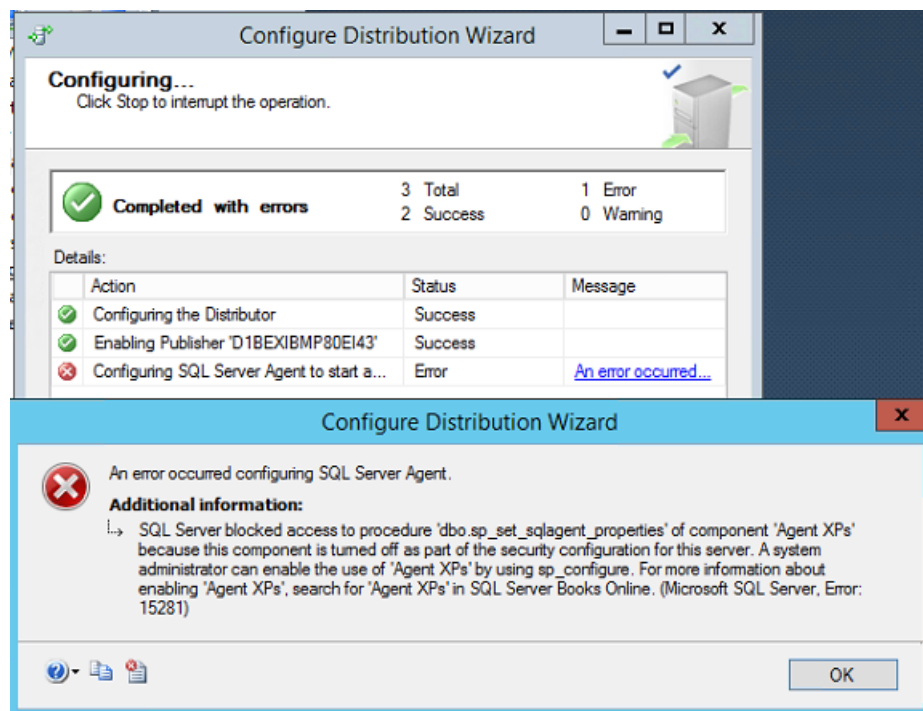 Configure Distribution Wizard
Configuring...
Click Stop to interrupt the operation.
Completed with errors
3 Total
1 Error
2 Success
0 Warning
Details:
Action Status Message
Configuring the Distributor Success
Enabling Publisher 'D1BEXIBMP80EI43' Success
Configuring SQL Server Agent to start a... Error An error occurred...
Configure Distribution Wizard
An error occurred configuring SQL Server Agent.
Additional information:
SQL Server blocked access to procedure 'dbo.sp_set_sqlagent_properties' of component 'Agent XPs'
because this component is turned off as part of the security configuration for this server. A system
administrator can enable the use of 'Agent XPs' by using sp_configure. For more information about
enabling 'Agent XPs', search for 'Agent XPs' in SQL Server Books Online. (Microsoft SQL Server, Error:
15281)
OK